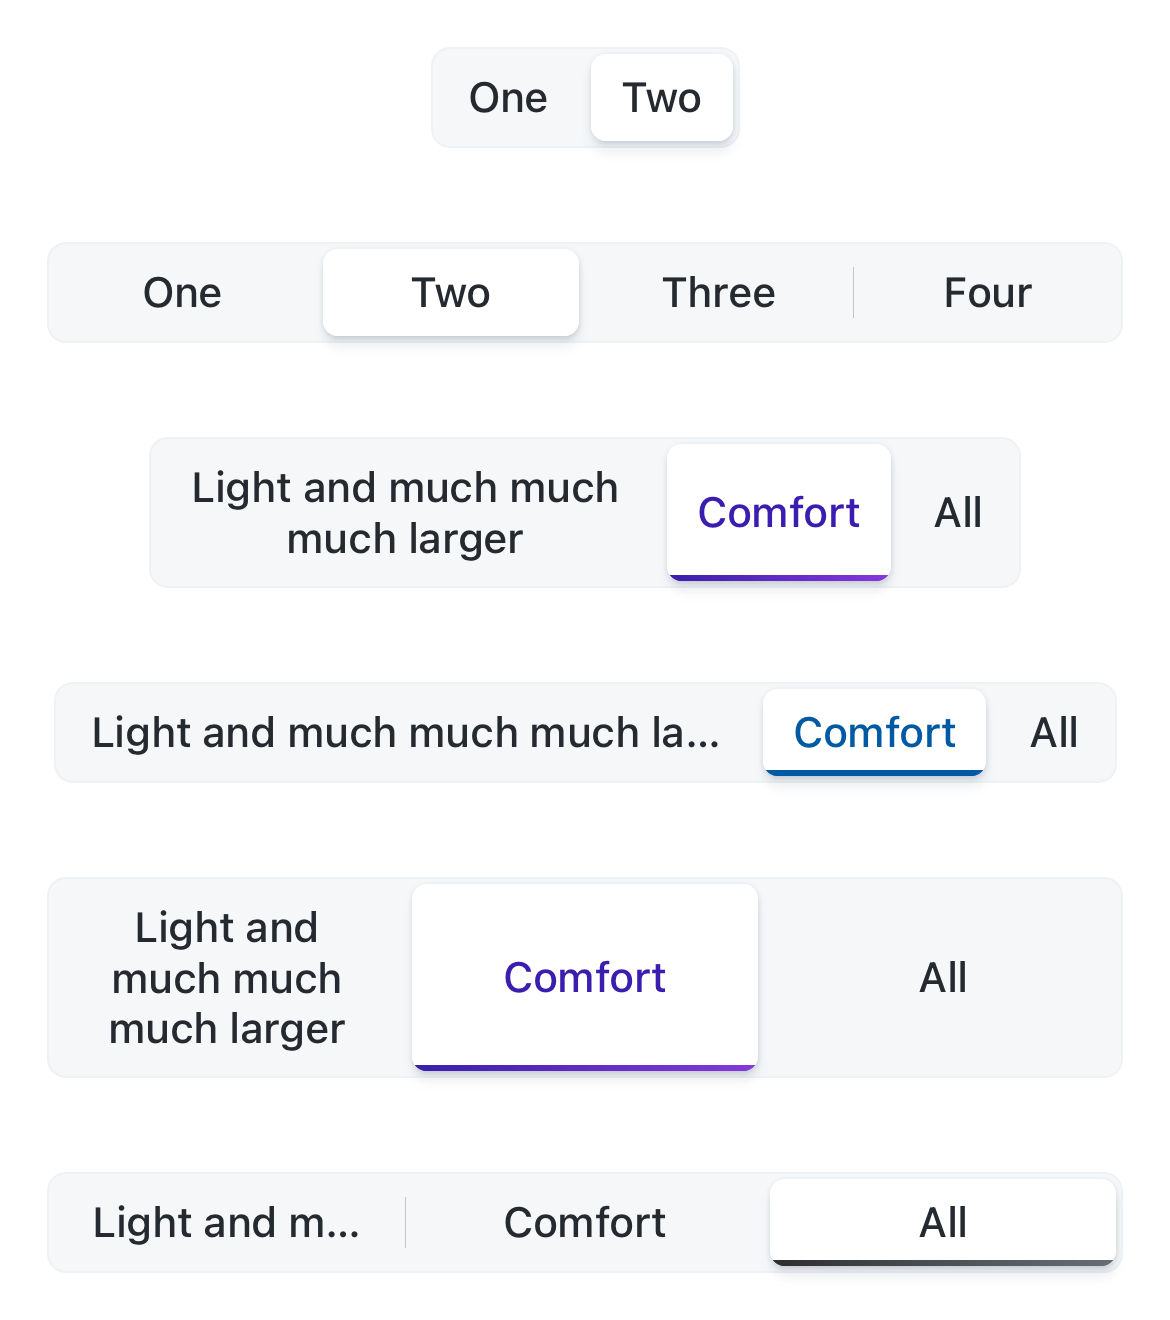 One Two
One Two Three Four
Light and much much
much larger
Comfort
All
Light and much much much la... Comfort All
Light and
much much
much larger
Comfort
All
Light and m... Comfort All